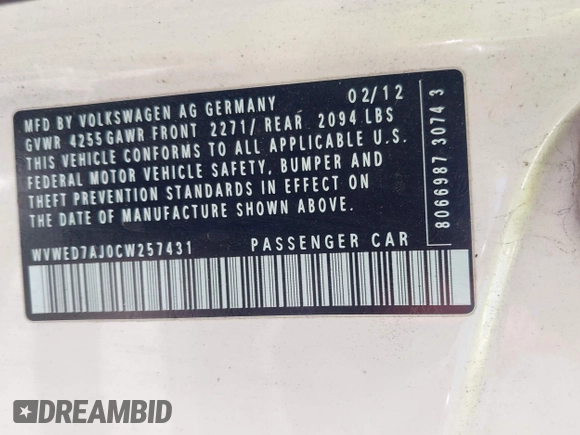 MFD BY VOLKSWAGEN AG GERMANY 02/12
GVWR 4255 GAWR FRONT 2271/ REAR 2094 LBS
THIS VEHICLE CONFORMS TO ALL APPLICABLE U.S.
FEDERAL MOTOR VEHICLE SAFETY, BUMPER AND
THEFT PREVENTION STANDARDS IN EFFECT ON
THE DATE OF MANUFACTURE SHOWN ABOVE.
WVWED7AJ0CW257431 PASSENGER CAR
8066987 3074 3
DREAMBID